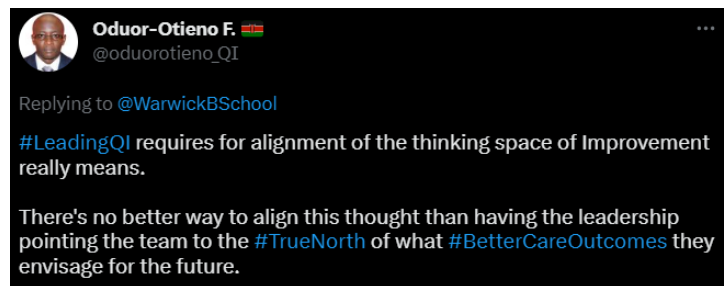 Oduor-Otieno F. 🇰🇪
@oduorotieno_QI
Replying to @WarwickBSchool
#LeadingQI requires for alignment of the thinking space of Improvement
really means.
There's no better way to align this thought than having the leadership
pointing the team to the #TrueNorth of what #BetterCareOutcomes they
envisage for the future.